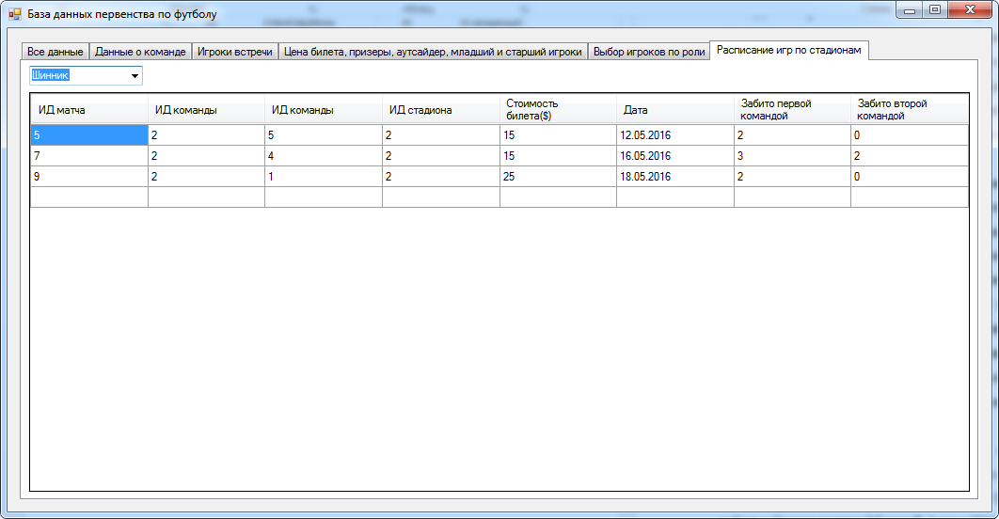 База данных первенства по футболу
Все данные Данные о команде Игроки встречи Цена билета, призеры, аутсайдер, младший и старший игроки Выбор игроков по роли Расписание игр по стадионам
Шинник
ИД матча ИД команды ИД команды ИД стадиона Стоимость билета($) Дата Забито первой командой Забито второй командой
5 2 5 2 15 12.05.2016 2 0
7 2 4 2 15 16.05.2016 3 2
9 2 1 2 25 18.05.2016 2 0